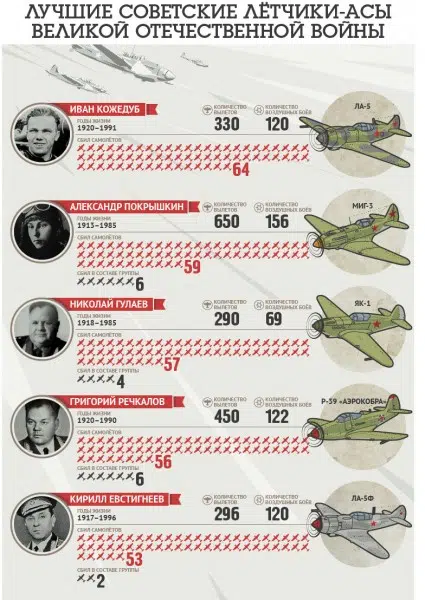 ЛУЧШИЕ СОВЕТСКИЕ ЛЁТЧИКИ-АСЫ
ВЕЛИКОЙ ОТЕЧЕСТВЕННОЙ ВОЙНЫ
ИВАН КОЖЕДУБ
ГОДЫ ЖИЗНИ
1920–1991
КОЛИЧЕСТВО
ВЫЛЕТОВ
330
КОЛИЧЕСТВО
ВОЗДУШНЫХ БОЁВ
120
ЛА-5
СБИЛ САМОЛЁТОВ
64
АЛЕКСАНДР ПОКРЫШКИН
ГОДЫ ЖИЗНИ
1913–1985
КОЛИЧЕСТВО
ВЫЛЕТОВ
650
КОЛИЧЕСТВО
ВОЗДУШНЫХ БОЁВ
156
МИГ-3
СБИЛ САМОЛЁТОВ
59
СБИЛ В СОСТАВЕ ГРУППЫ
6
НИКОЛАЙ ГУЛАЕВ
ГОДЫ ЖИЗНИ
1918–1985
КОЛИЧЕСТВО
ВЫЛЕТОВ
290
КОЛИЧЕСТВО
ВОЗДУШНЫХ БОЁВ
69
ЯК-1
СБИЛ САМОЛЁТОВ
57
СБИЛ В СОСТАВЕ ГРУППЫ
4
ГРИГОРИЙ РЕЧКАЛОВ
ГОДЫ ЖИЗНИ
1920–1990
КОЛИЧЕСТВО
ВЫЛЕТОВ
450
КОЛИЧЕСТВО
ВОЗДУШНЫХ БОЁВ
122
Р-39 «АЭРОКОБРА»
СБИЛ САМОЛЁТОВ
56
СБИЛ В СОСТАВЕ ГРУППЫ
6
КИРИЛЛ ЕВСТИГНЕЕВ
ГОДЫ ЖИЗНИ
1917–1996
КОЛИЧЕСТВО
ВЫЛЕТОВ
296
КОЛИЧЕСТВО
ВОЗДУШНЫХ БОЁВ
120
ЛА-5Ф
СБИЛ САМОЛЁТОВ
53
СБИЛ В СОСТАВЕ ГРУППЫ
2